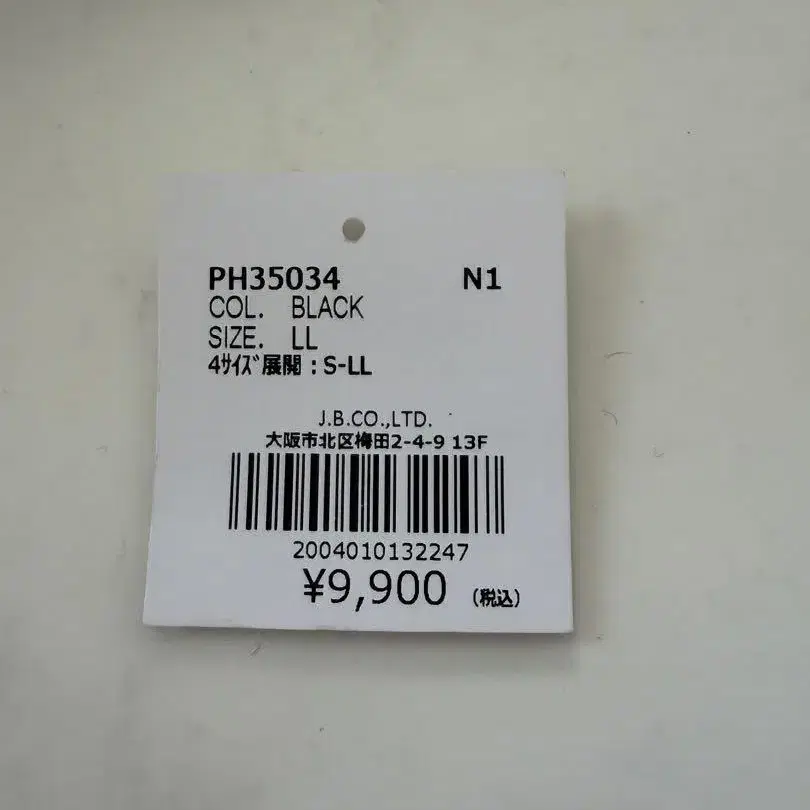 PH35034 N1
COL. BLACK
SIZE. LL
4サイズ展開:S-LL
J.B.CO.,LTD.
大阪市北区梅田2-4-9 13F
2004010132247
¥9,900 (税込)